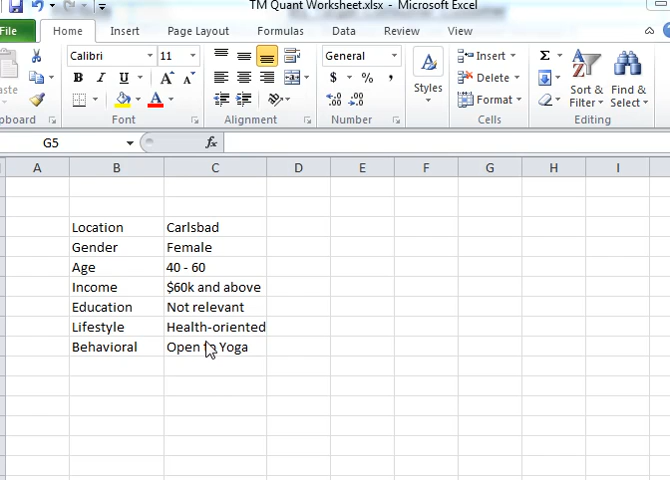 TM Quant Worksheet.xlsx - Microsoft Excel
File Home Insert Page Layout Formulas Data Review View
Calibri 11 General Insert Σ
B I U A A $ % , Styles Delete Sort & Filter Find & Select
A Format
Font Alignment Number Cells Editing
G5 fx
A B C D E F G H I
Location Carlsbad
Gender Female
Age 40 - 60
Income $60k and above
Education Not relevant
Lifestyle Health-oriented
Behavioral Open to Yoga